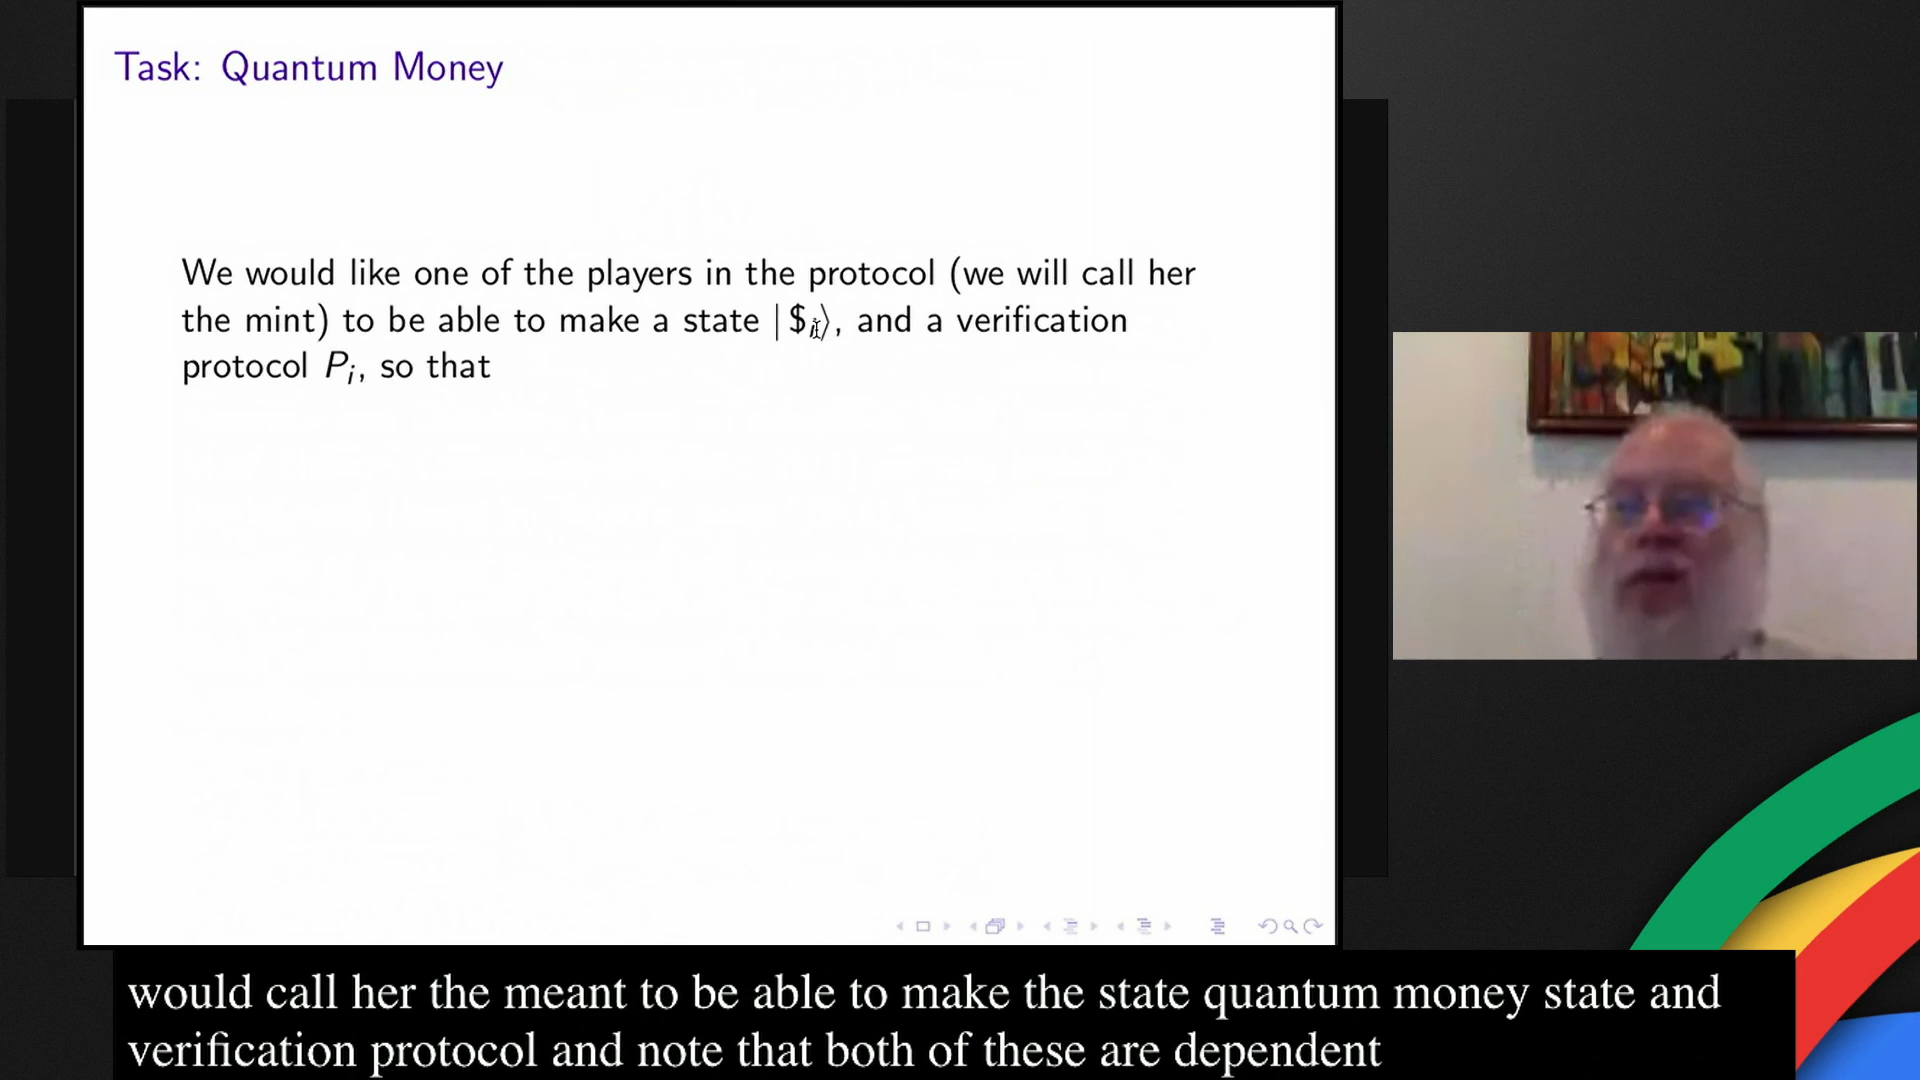 Task: Quantum Money
We would like one of the players in the protocol (we will call her
the mint) to be able to make a state |$ᵢ⟩, and a verification
protocol Pᵢ, so that
would call her the meant to be able to make the state quantum money state and
verification protocol and note that both of these are dependent